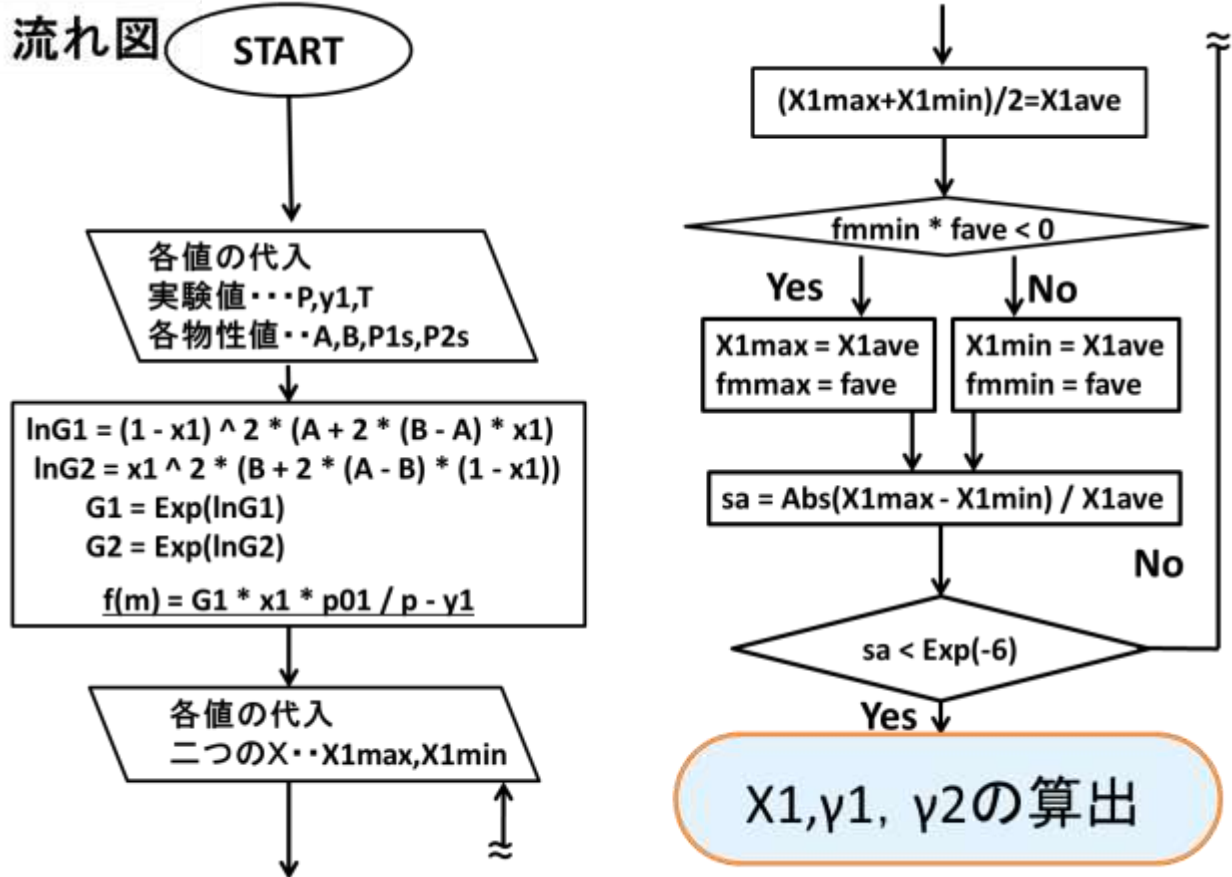 流れ図
START
各値の代入
実験値・・・P,y1,T
各物性値・・A,B,P1s,P2s
lnG1 = (1 - x1) ^ 2 * (A + 2 * (B - A) * x1)
lnG2 = x1 ^ 2 * (B + 2 * (A - B) * (1 - x1))
G1 = Exp(lnG1)
G2 = Exp(lnG2)
f(m) = G1 * x1 * p01 / p - y1
各値の代入
二つのX・・X1max,X1min
≈
≈
(X1max+X1min)/2=X1ave
fmmin * fave < 0
Yes
No
X1max = X1ave
fmmax = fave
X1min = X1ave
fmmin = fave
sa = Abs(X1max - X1min) / X1ave
No
sa < Exp(-6)
Yes
X1,γ1, γ2の算出